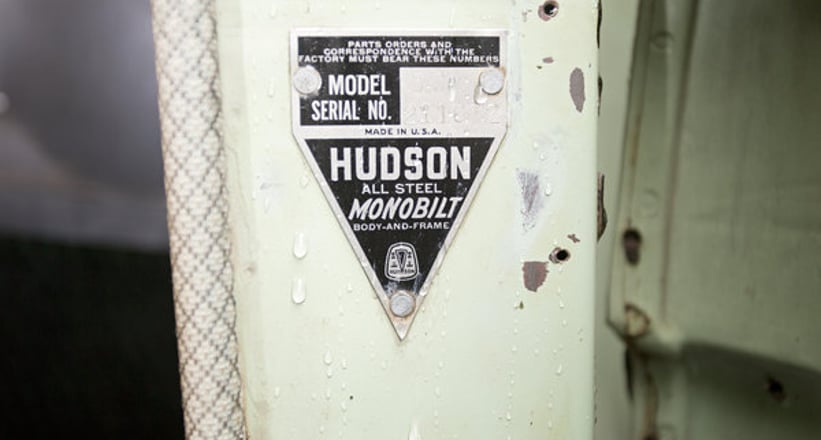 PARTS ORDERS AND
CORRESPONDENCE WITH THE
FACTORY MUST BEAR THESE NUMBERS
MODEL
SERIAL NO.
MADE IN U.S.A.
HUDSON
ALL STEEL
MONOBILT
BODY-AND-FRAME
HUDSON